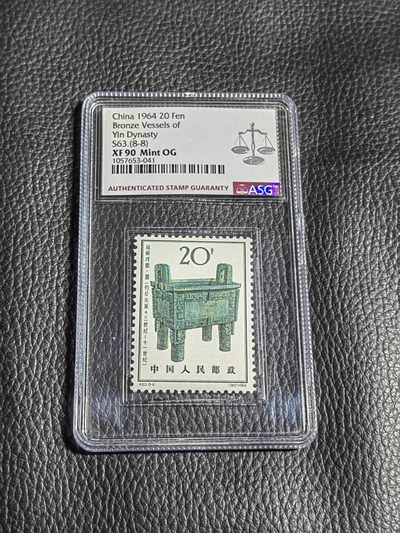 China 1964 20 Fen
Bronze Vessels of
Yin Dynasty
S63.(8-8)
XF 90 Mint OG
1057653-041
AUTHENTICATED STAMP GUARANTY
ASG
20分
中国人民邮政